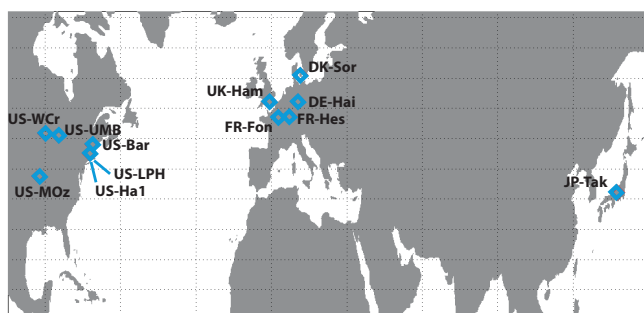 DK-Sor
UK-Ham
DE-Hai
US-WCr
US-UMB
FR-Fon
FR-Hes
US-Bar
US-LPH
US-MOz
US-Ha1
JP-Tak